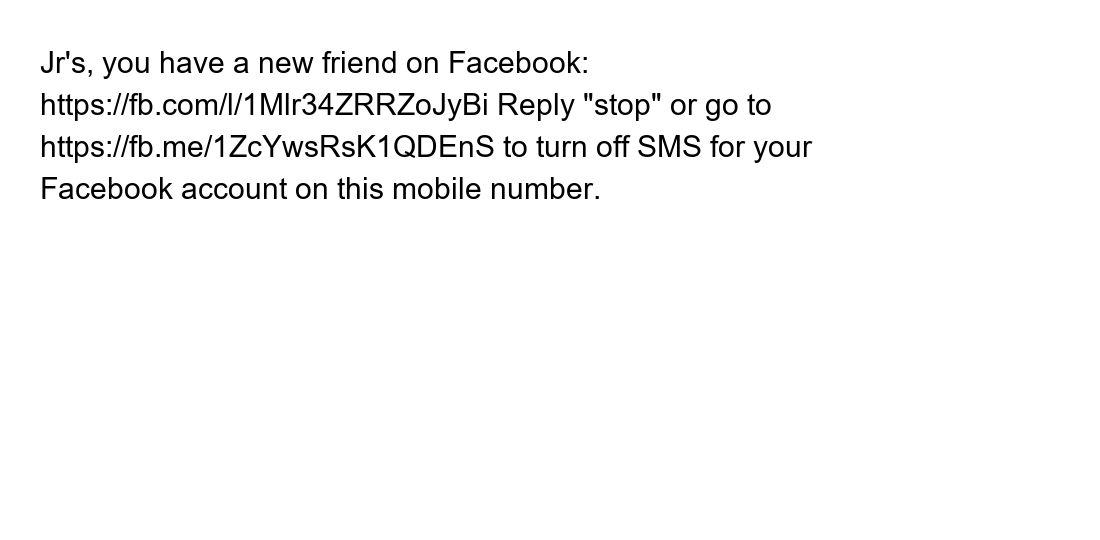 Jr's, you have a new friend on Facebook:
https://fb.com/l/1Mlr34ZRRZoJyBi Reply "stop" or go to
https://fb.me/1ZcYwsRsK1QDEnS to turn off SMS for your
Facebook account on this mobile number.